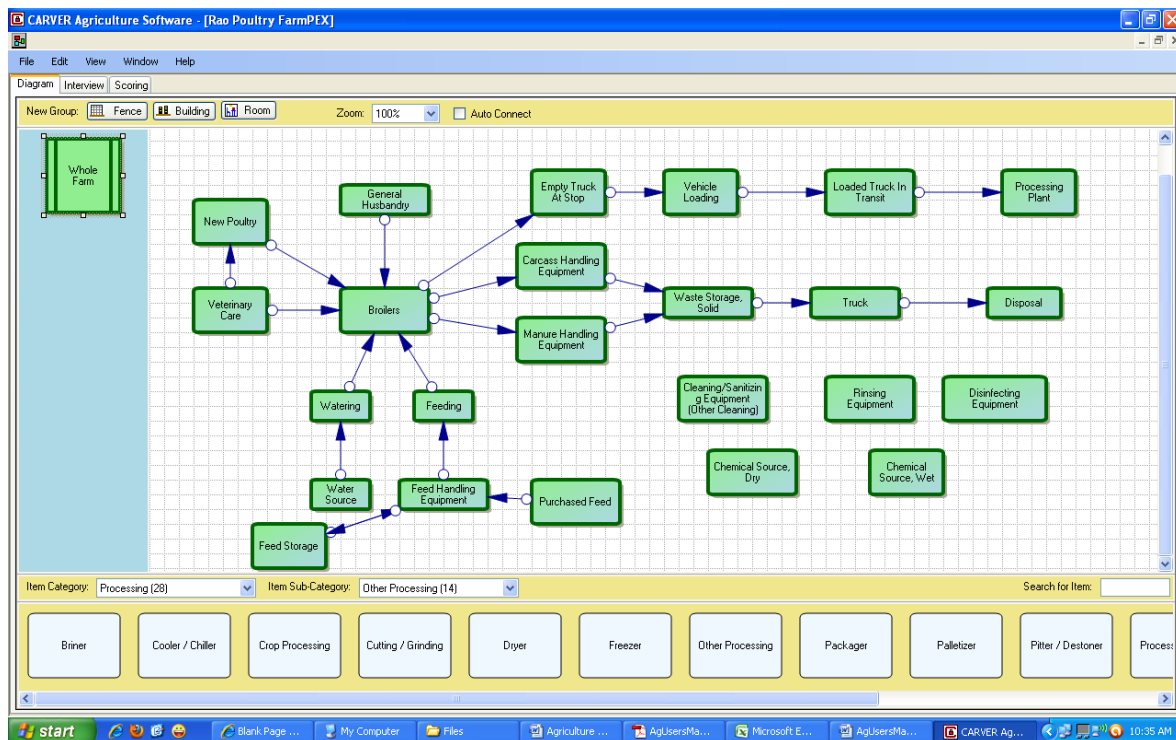 CARVER Agriculture Software - [Rao Poultry FarmPEX]
File Edit View Window Help
Diagram Interview Scoring
New Group: Fence Building Room Zoom: 100% Auto Connect
Whole
Farm
New Poultry
General
Husbandry
Empty Truck
At Stop
Vehicle
Loading
Loaded Truck In
Transit
Processing
Plant
Veterinary
Care
Broilers
Carcass Handling
Equipment
Manure Handling
Equipment
Waste Storage,
Solid
Truck
Disposal
Watering
Feeding
Cleaning/Sanitizin
g Equipment
(Other Cleaning)
Rinsing
Equipment
Disinfecting
Equipment
Water
Source
Feed Handling
Equipment
Purchased Feed
Chemical Source,
Dry
Chemical
Source, Wet
Feed Storage
Item Category: Processing (28) Item Sub-Category: Other Processing (14) Search for Item:
Briner Cooler / Chiller Crop Processing Cutting / Grinding Dryer Freezer Other Processing Packager Palletizer Pitter / Destoner Process
start Blank Page ... My Computer Files Agriculture ... AgUsersMa... Microsoft E... AgUsersMa... CARVER Ag... 10:35 AM